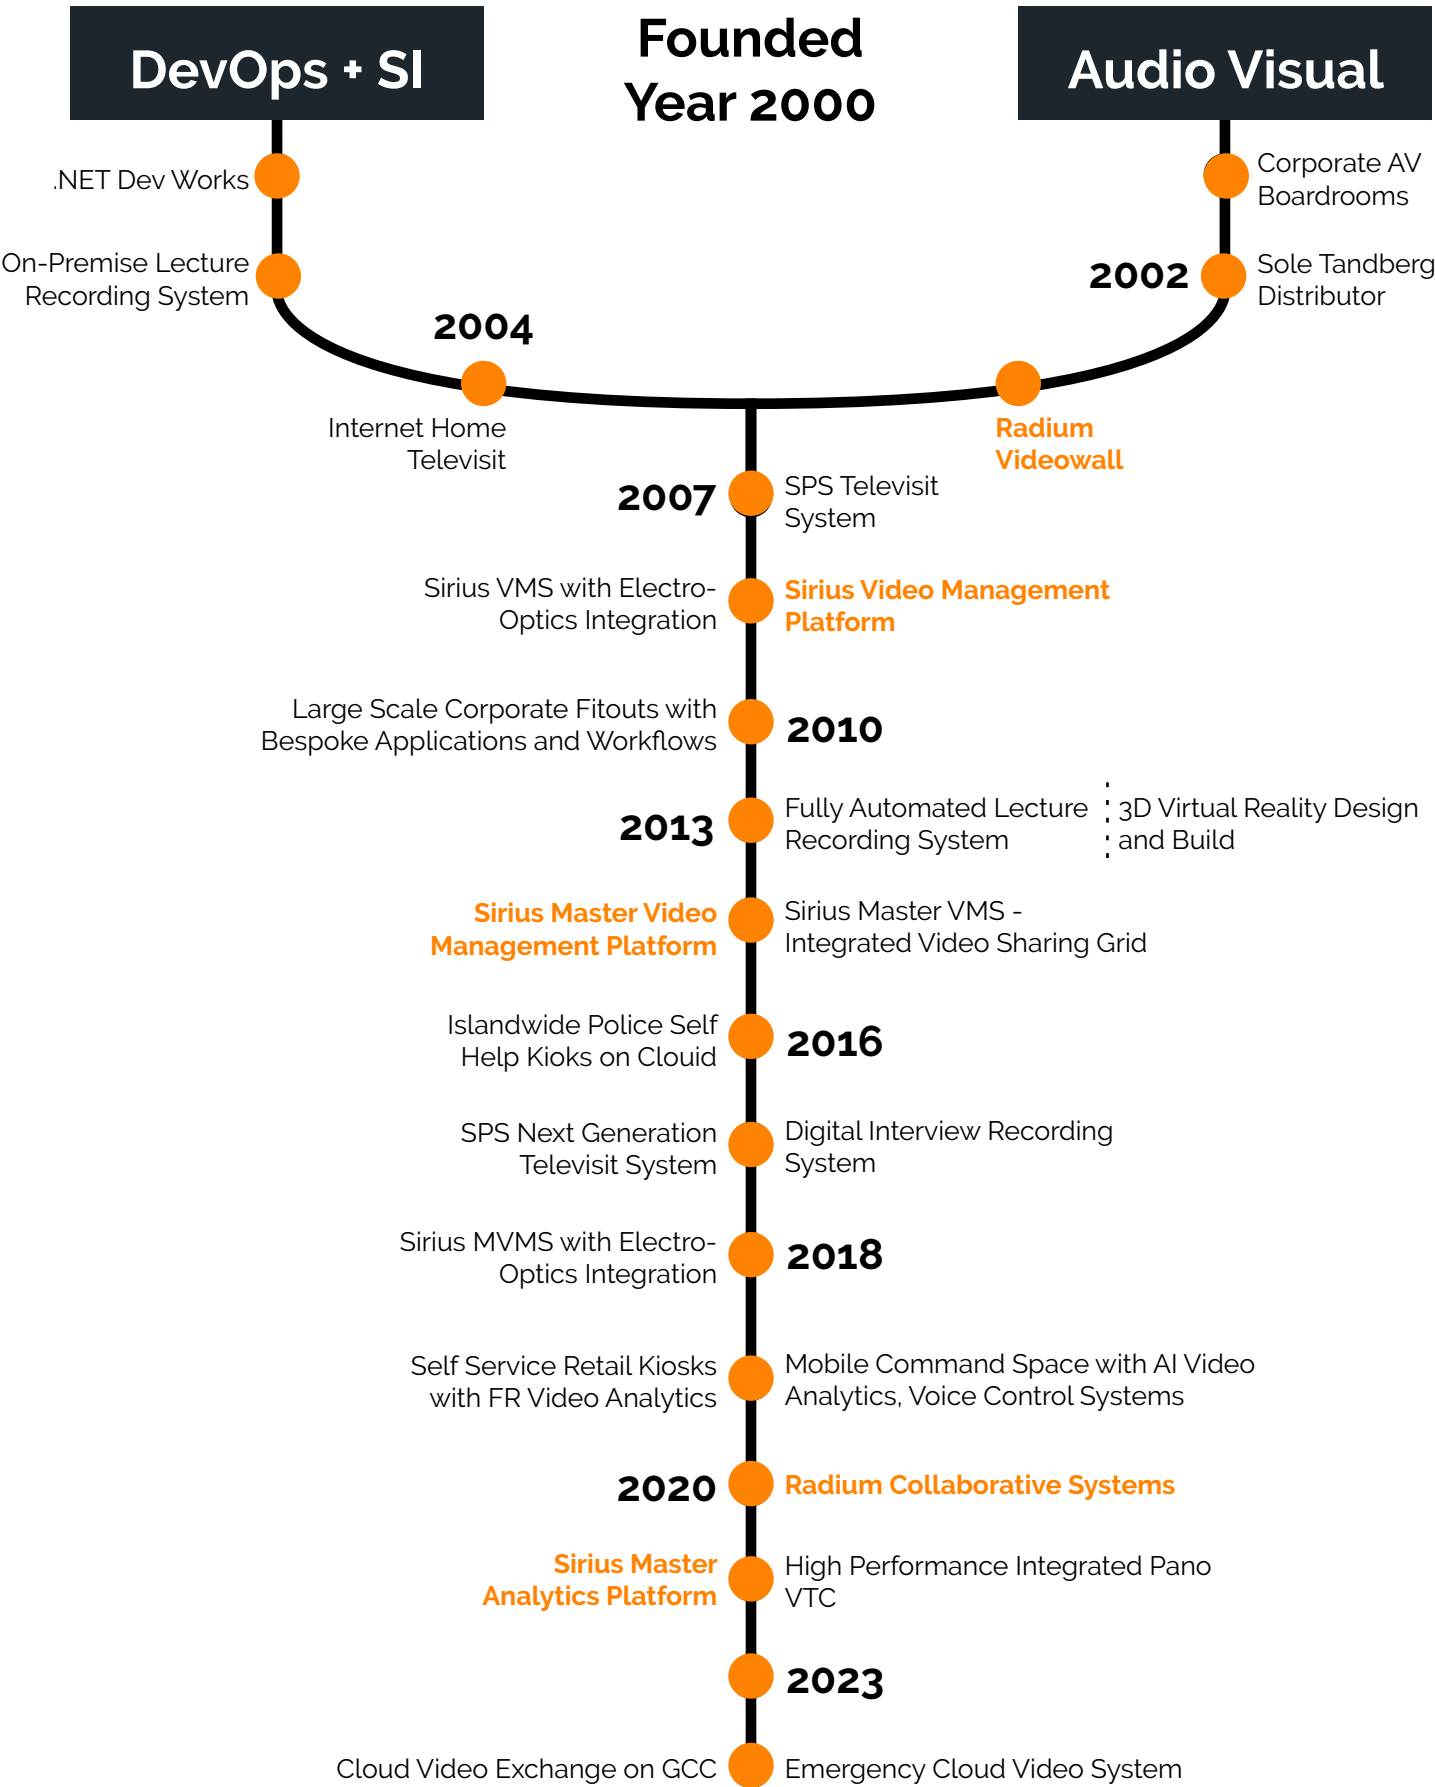 DevOps + SI
Founded
Year 2000
Audio Visual
.NET Dev Works
Corporate AV
Boardrooms
On-Premise Lecture
Recording System
2002
Sole Tandberg
Distributor
2004
Internet Home
Televisit
Radium
Videowall
2007
SPS Televisit
System
Sirius VMS with Electro-
Optics Integration
Sirius Video Management
Platform
Large Scale Corporate Fitouts with
Bespoke Applications and Workflows
2010
2013
Fully Automated Lecture
Recording System
3D Virtual Reality Design
and Build
Sirius Master Video
Management Platform
Sirius Master VMS -
Integrated Video Sharing Grid
Islandwide Police Self
Help Kioks on Clouid
2016
SPS Next Generation
Televisit System
Digital Interview Recording
System
Sirius MVMS with Electro-
Optics Integration
2018
Self Service Retail Kiosks
with FR Video Analytics
Mobile Command Space with AI Video
Analytics, Voice Control Systems
2020
Radium Collaborative Systems
Sirius Master
Analytics Platform
High Performance Integrated Pano
VTC
2023
Cloud Video Exchange on GCC
Emergency Cloud Video System